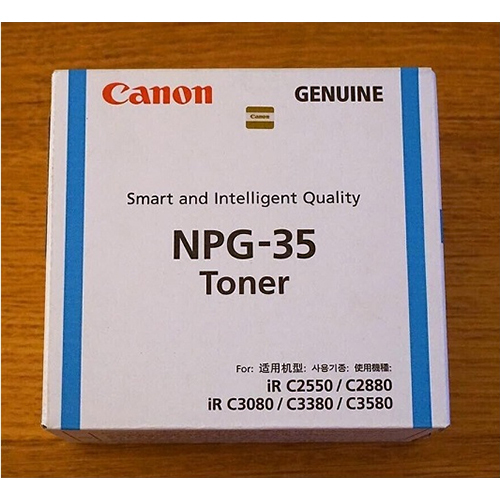 Canon
GENUINE
Canon
Smart and Intelligent Quality
NPG-35
Toner
For: 适用机型: 사용기종: 使用機種:
iR C2550 / C2880
iR C3080 / C3380 / C3580